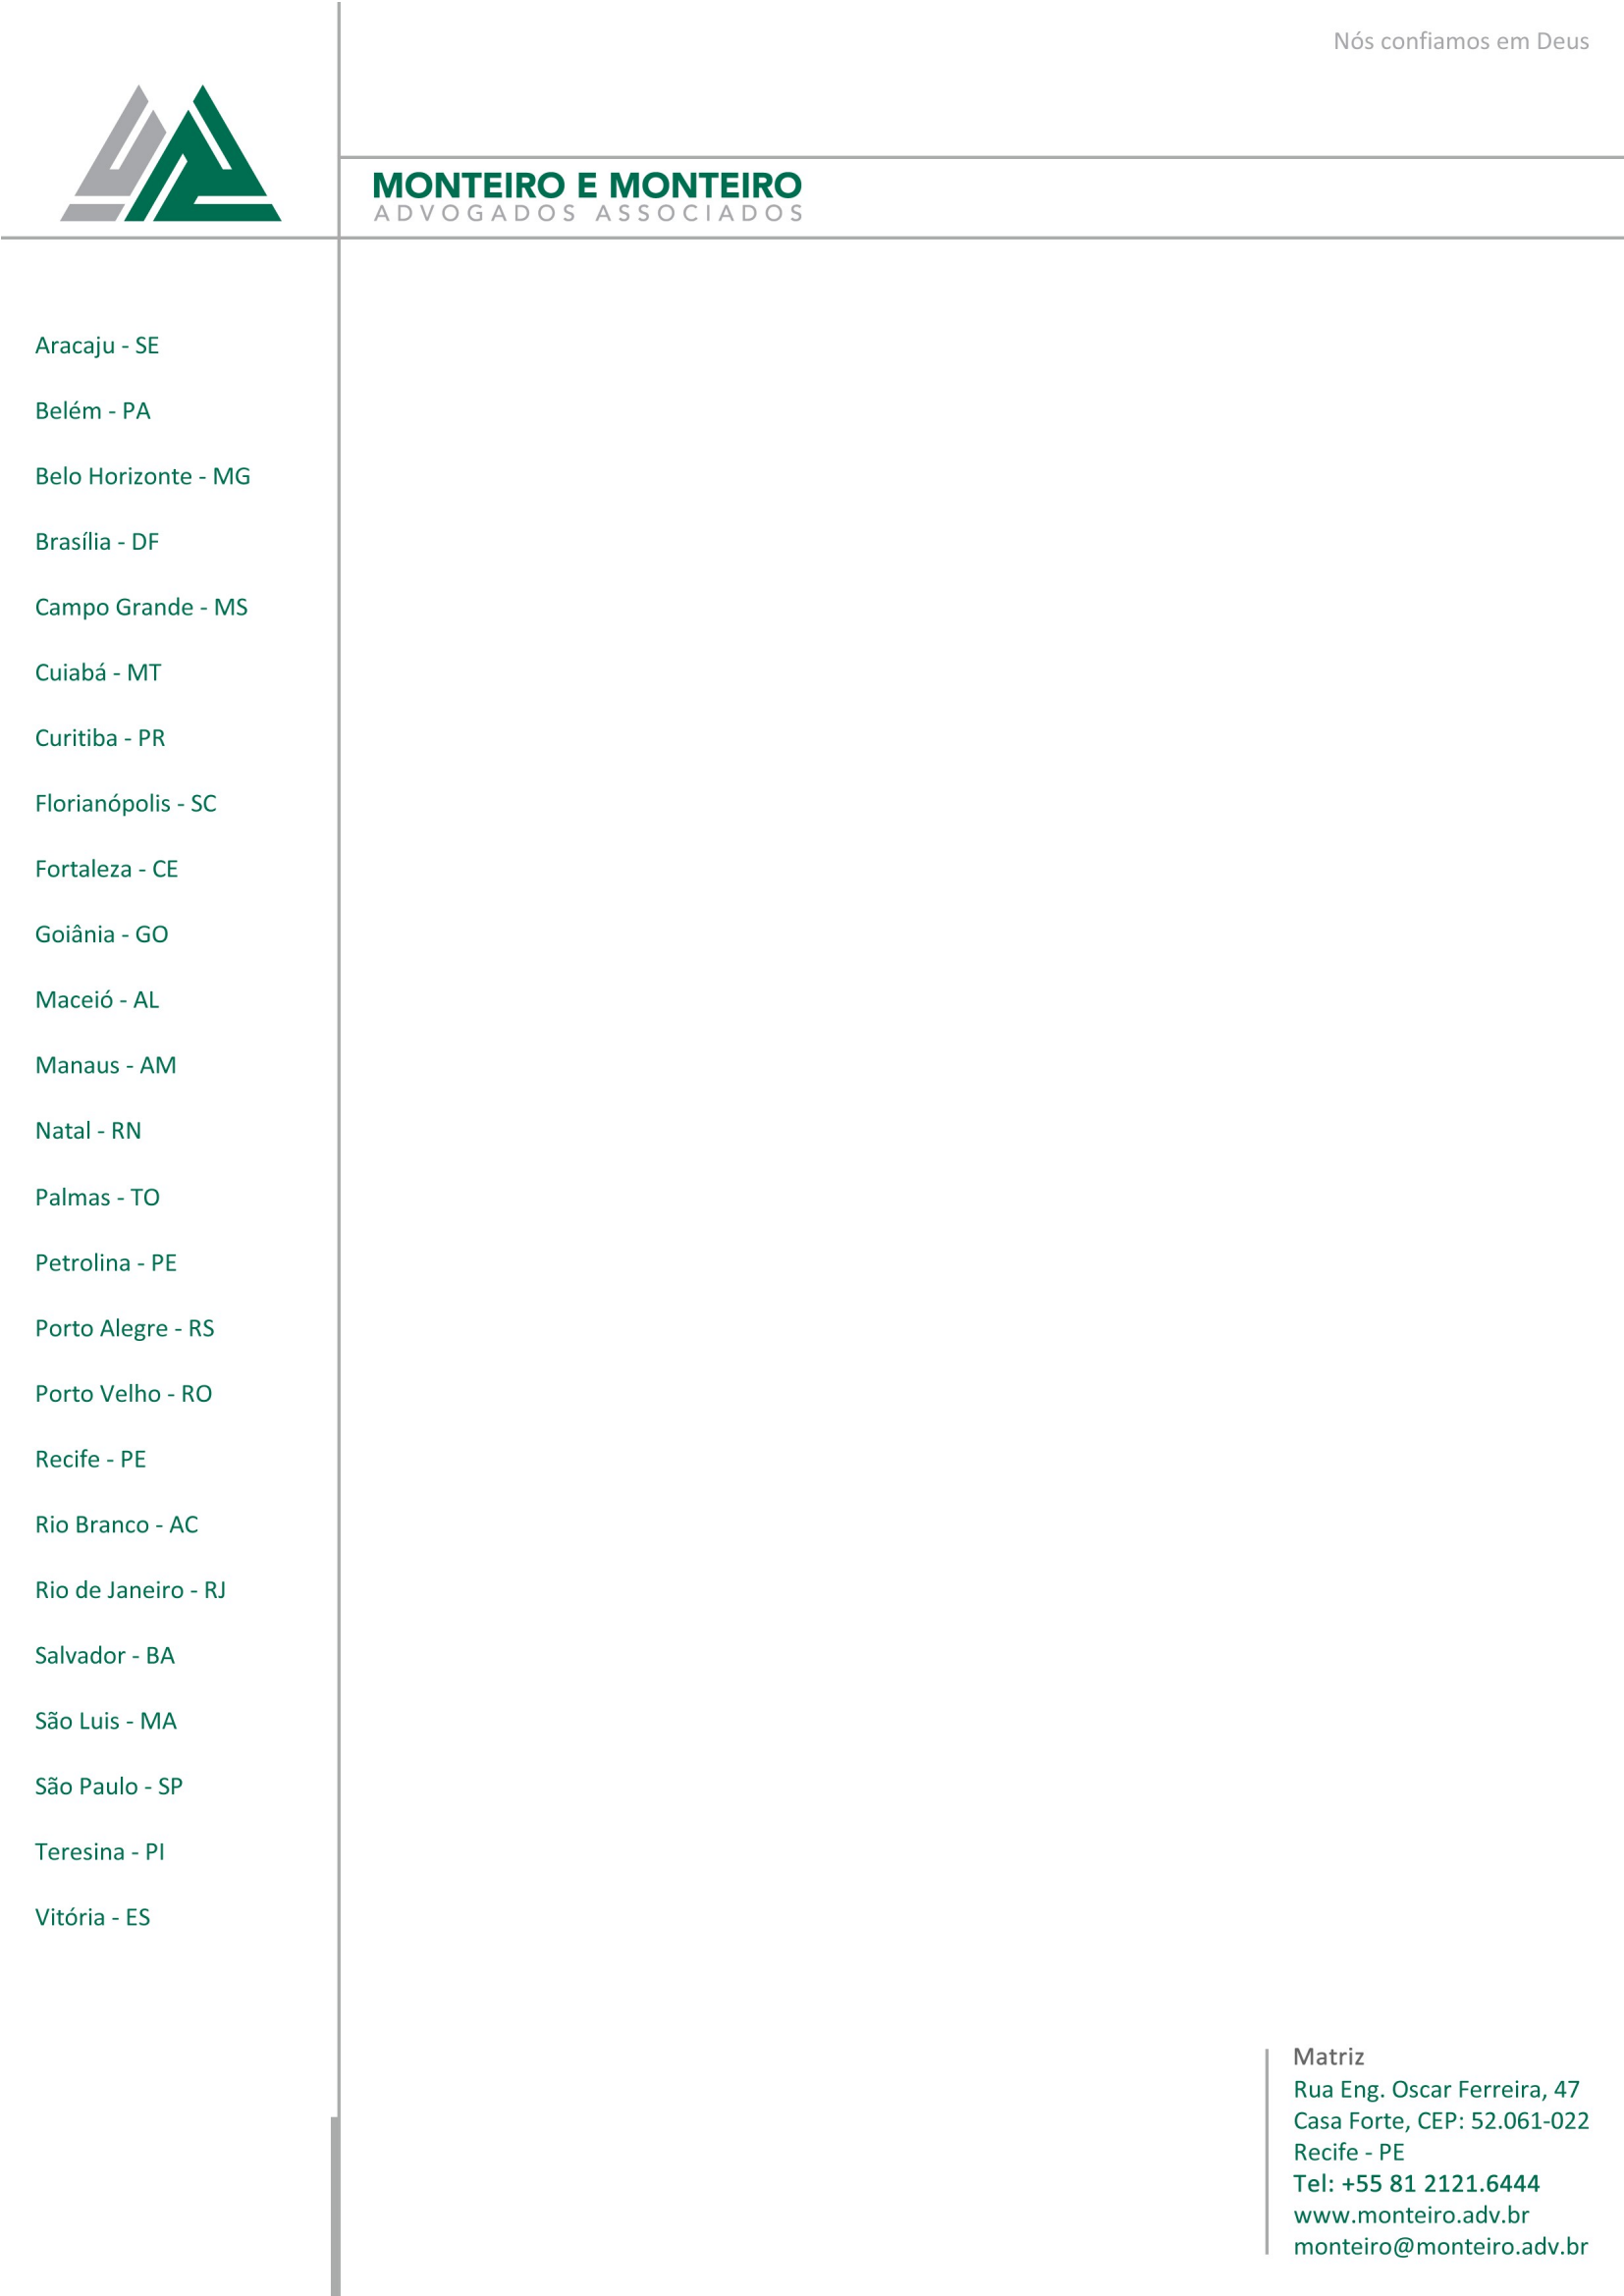 Nós confiamos em Deus
MONTEIRO E MONTEIRO
ADVOGADOS ASSOCIADOS
Aracaju - SE
Belém - PA
Belo Horizonte - MG
Brasília - DF
Campo Grande - MS
Cuiabá - MT
Curitiba - PR
Florianópolis - SC
Fortaleza - CE
Goiânia - GO
Maceió - AL
Manaus - AM
Natal - RN
Palmas - TO
Petrolina - PE
Porto Alegre - RS
Porto Velho - RO
Recife - PE
Rio Branco - AC
Rio de Janeiro - RJ
Salvador - BA
São Luis - MA
São Paulo - SP
Teresina - PI
Vitória - ES
Matriz
Rua Eng. Oscar Ferreira, 47
Casa Forte, CEP: 52.061-022
Recife - PE
Tel: +55 81 2121.6444
www.monteiro.adv.br
monteiro@monteiro.adv.br